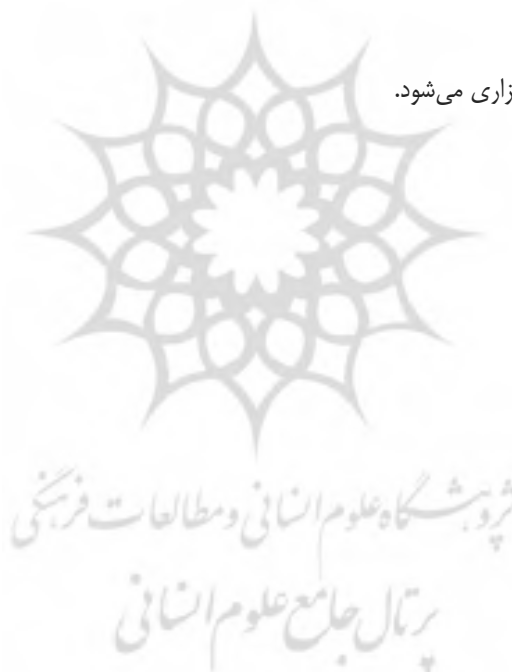 زاری می‌شود.
پژوهشگاه علوم انسانی و مطالعات فرهنگی
پرتال جامع علوم انسانی